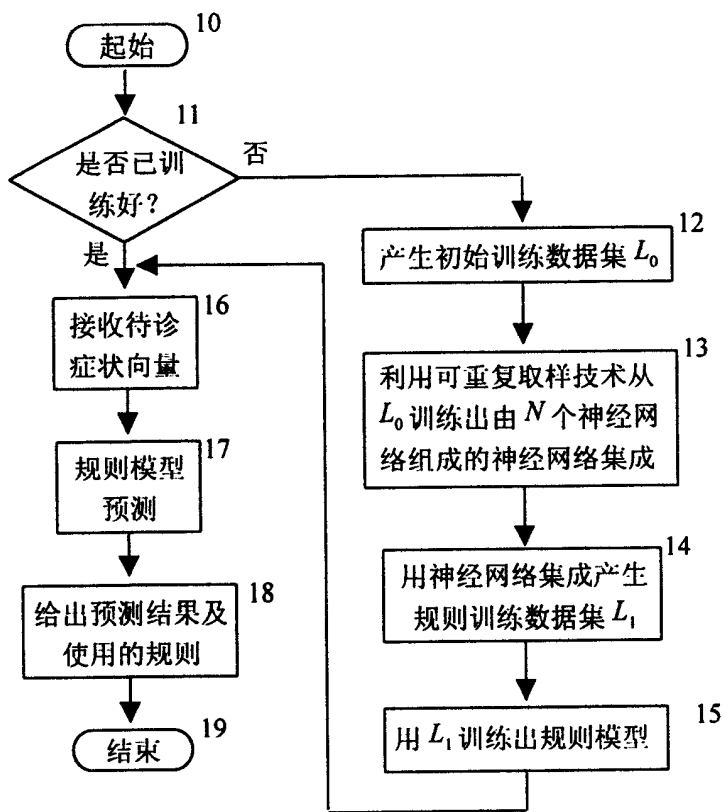 10
起始
11
是否已训
练好？
否
是
12
产生初始训练数据集 L₀
13
利用可重复取样技术从
L₀ 训练出由 N 个神经网
络组成的神经网络集成
14
用神经网络集成产生
规则训练数据集 L₁
15
用 L₁ 训练出规则模型
16
接收待诊
症状向量
17
规则模型
预测
18
给出预测结果及
使用的规则
19
结束